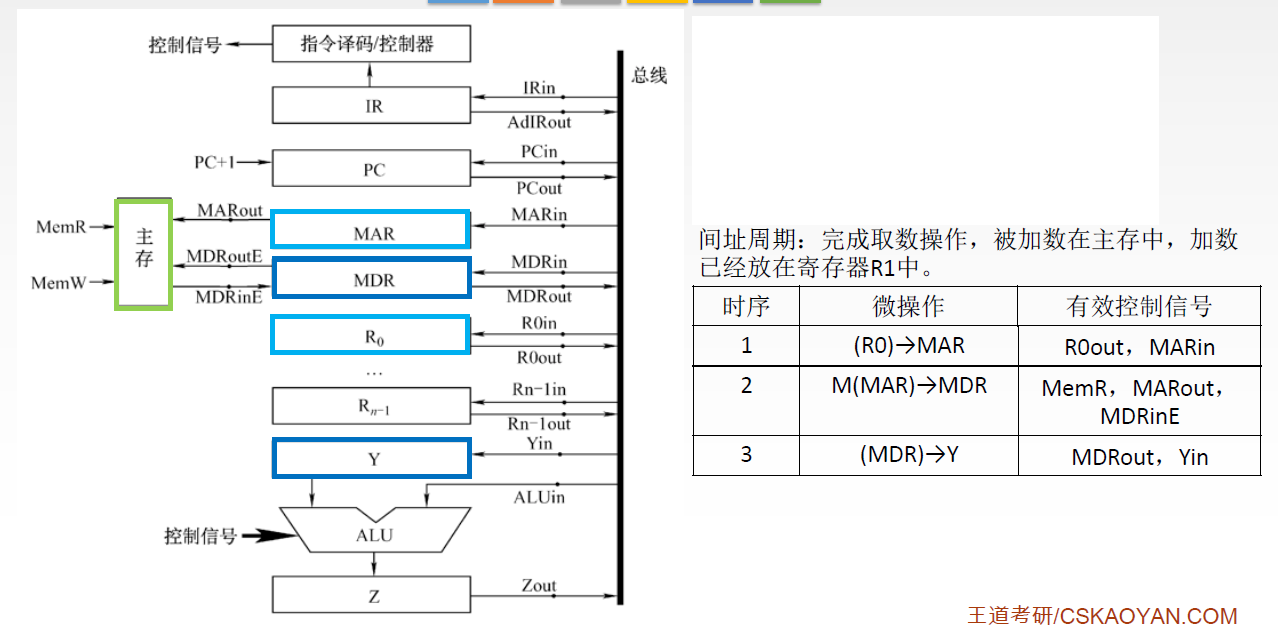 控制信号
指令译码/控制器
总线
IR
IRin
AdIRout
PC+1
PC
PCin
PCout
MemR
MemW
主存
MARout
MDRoutE
MDRinE
MAR
MARin
MDR
MDRin
MDRout
R0
R0in
R0out
…
Rn-1
Rn-1in
Rn-1out
Y
Yin
ALUin
控制信号
ALU
Z
Zout
间址周期：完成取数操作，被加数在主存中，加数
已经放在寄存器R1中。
时序 微操作 有效控制信号
1 (R0)→MAR R0out，MARin
2 M(MAR)→MDR MemR，MARout，
MDRinE
3 (MDR)→Y MDRout，Yin
王道考研/CSKAOYAN.COM